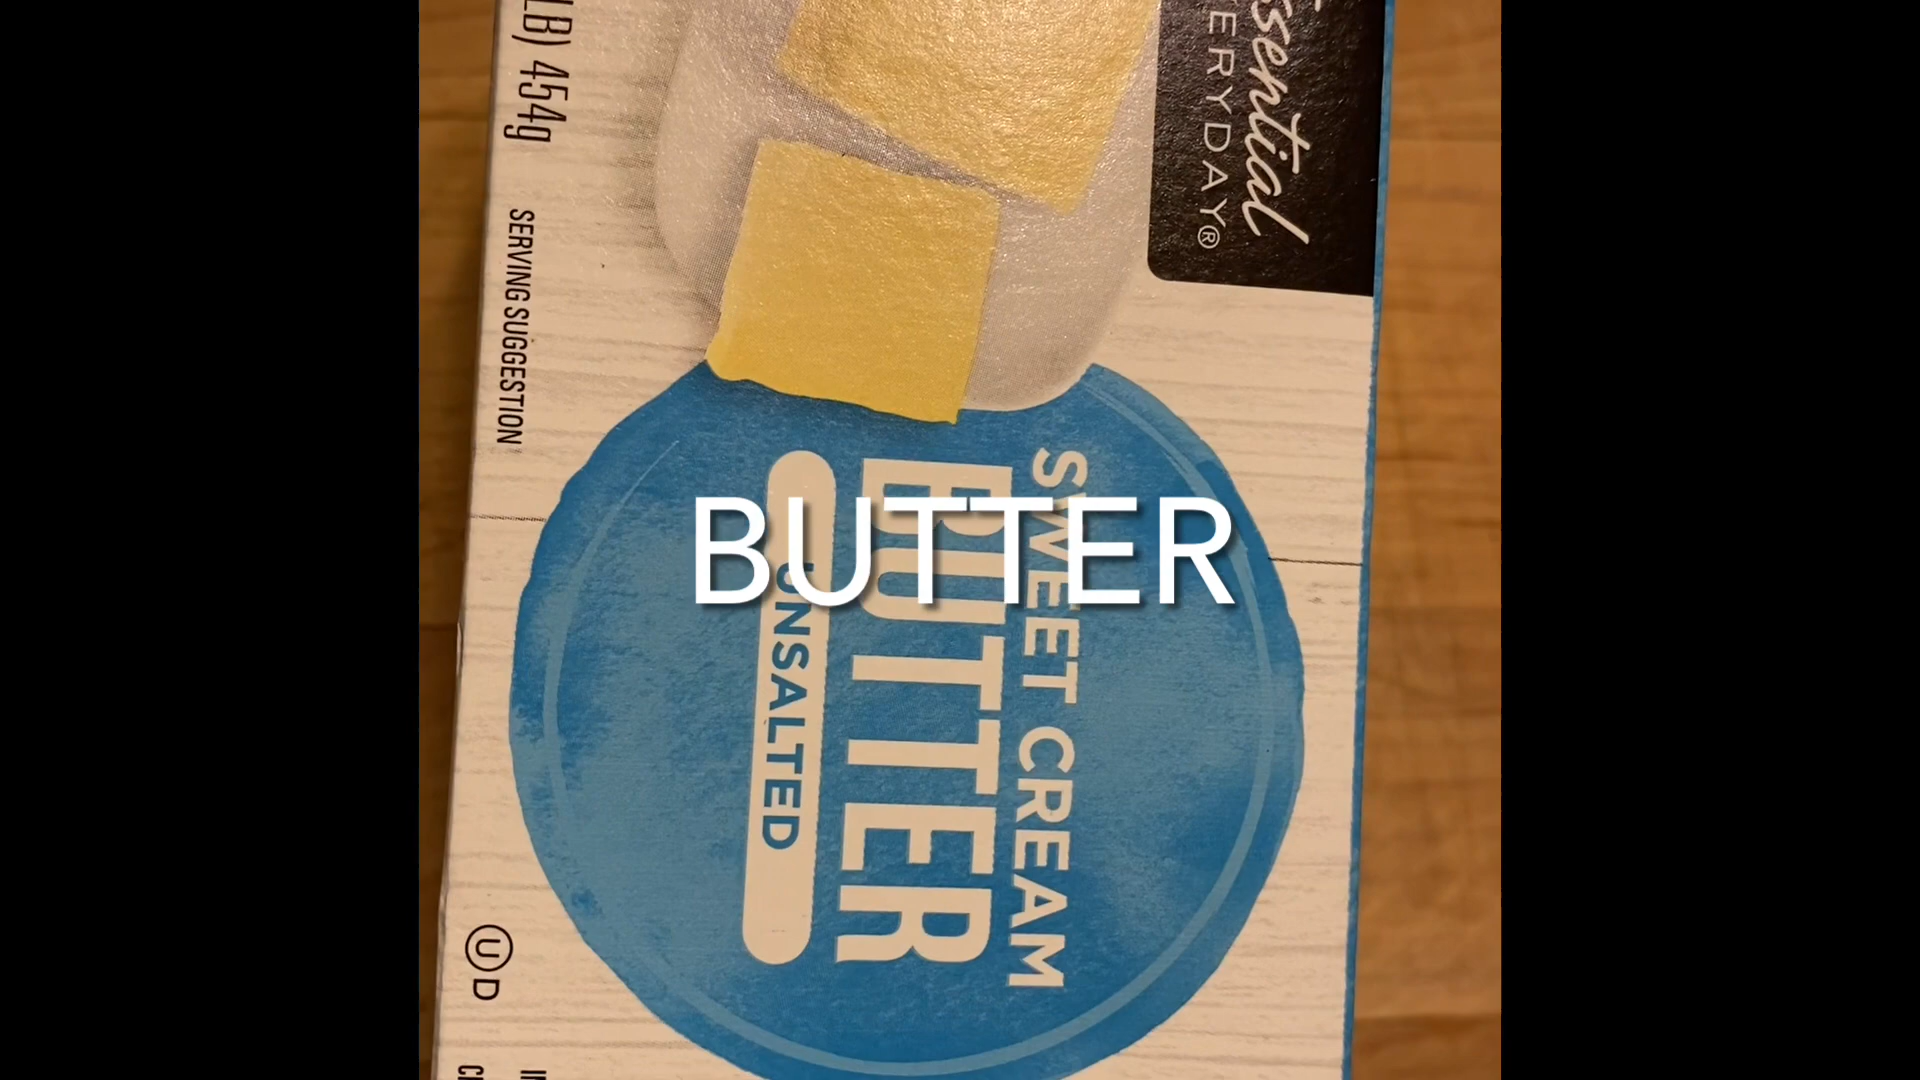 Essential
EVERYDAY®
SWEET CREAM
BUTTER
UNSALTED
BUTTER
LB) 454g
SERVING SUGGESTION
U D